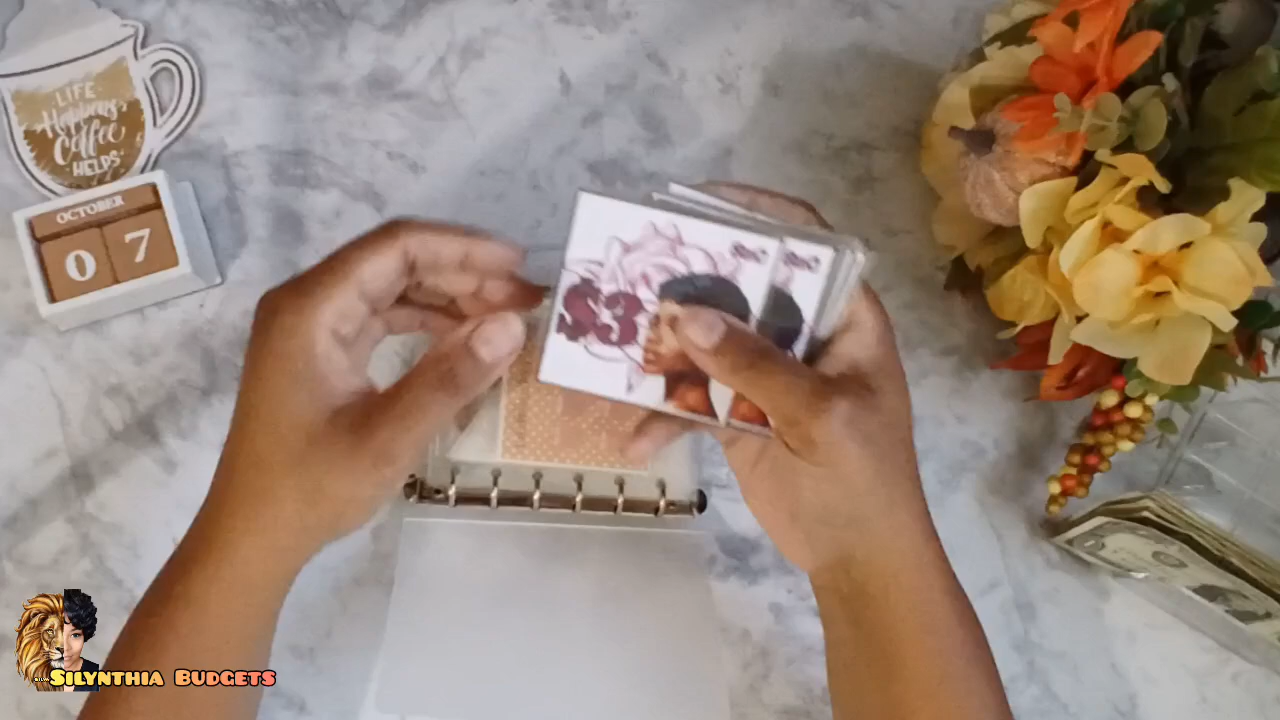 LIFE
Happens
Coffee
HELPS
OCTOBER
0 7
$3
SILYNTHIA BUDGETS